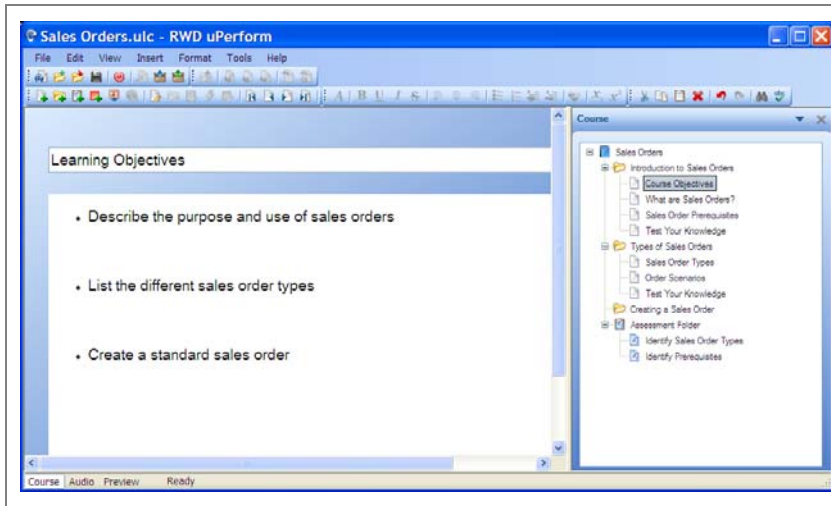 Sales Orders.ulc - RWD uPerform
File Edit View Insert Format Tools Help
Course
Learning Objectives
• Describe the purpose and use of sales orders
• List the different sales order types
• Create a standard sales order
Sales Orders
Introduction to Sales Orders
Course Objectives
What are Sales Orders?
Sales Order Prerequisites
Test Your Knowledge
Types of Sales Orders
Sales Order Types
Order Scenarios
Test Your Knowledge
Creating a Sales Order
Assessment Folder
Identify Sales Order Types
Identify Prerequisites
Course Audio Preview Ready